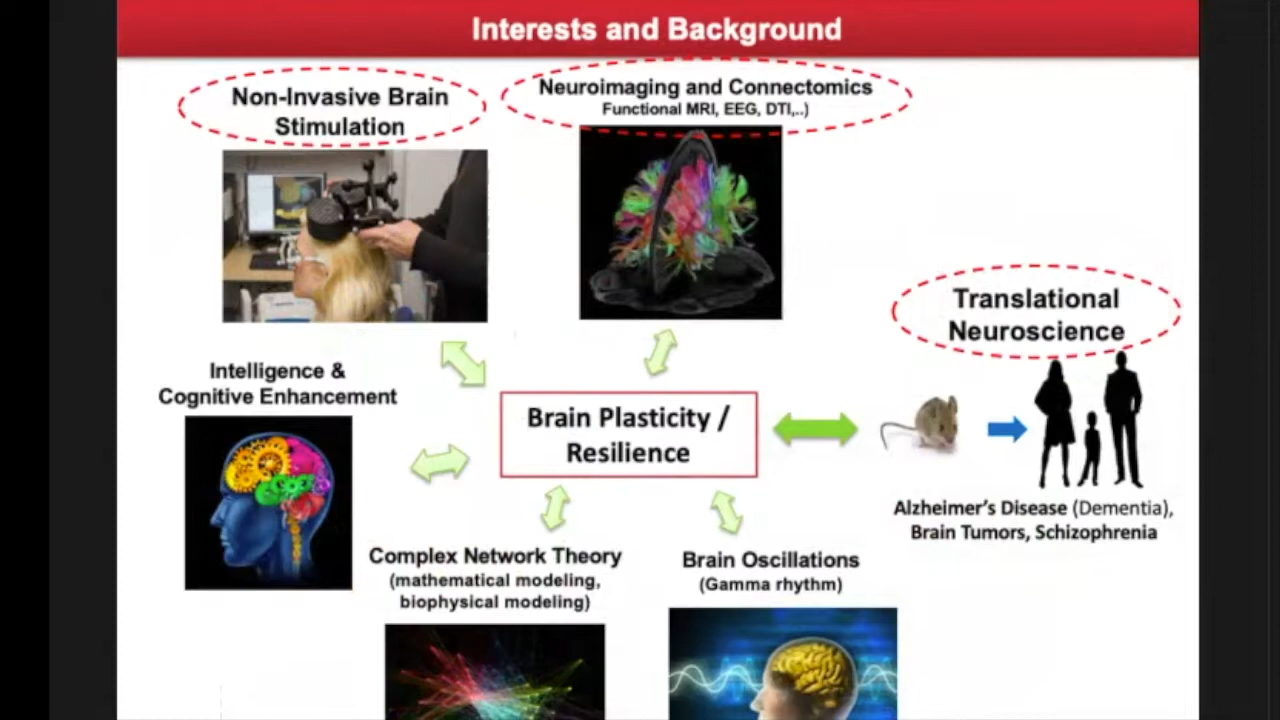 Interests and Background
Non-Invasive Brain
Stimulation
Neuroimaging and Connectomics
Functional MRI, EEG, DTI,..)
Translational
Neuroscience
Intelligence &
Cognitive Enhancement
Brain Plasticity /
Resilience
Alzheimer's Disease (Dementia),
Brain Tumors, Schizophrenia
Complex Network Theory
(mathematical modeling,
biophysical modeling)
Brain Oscillations
(Gamma rhythm)